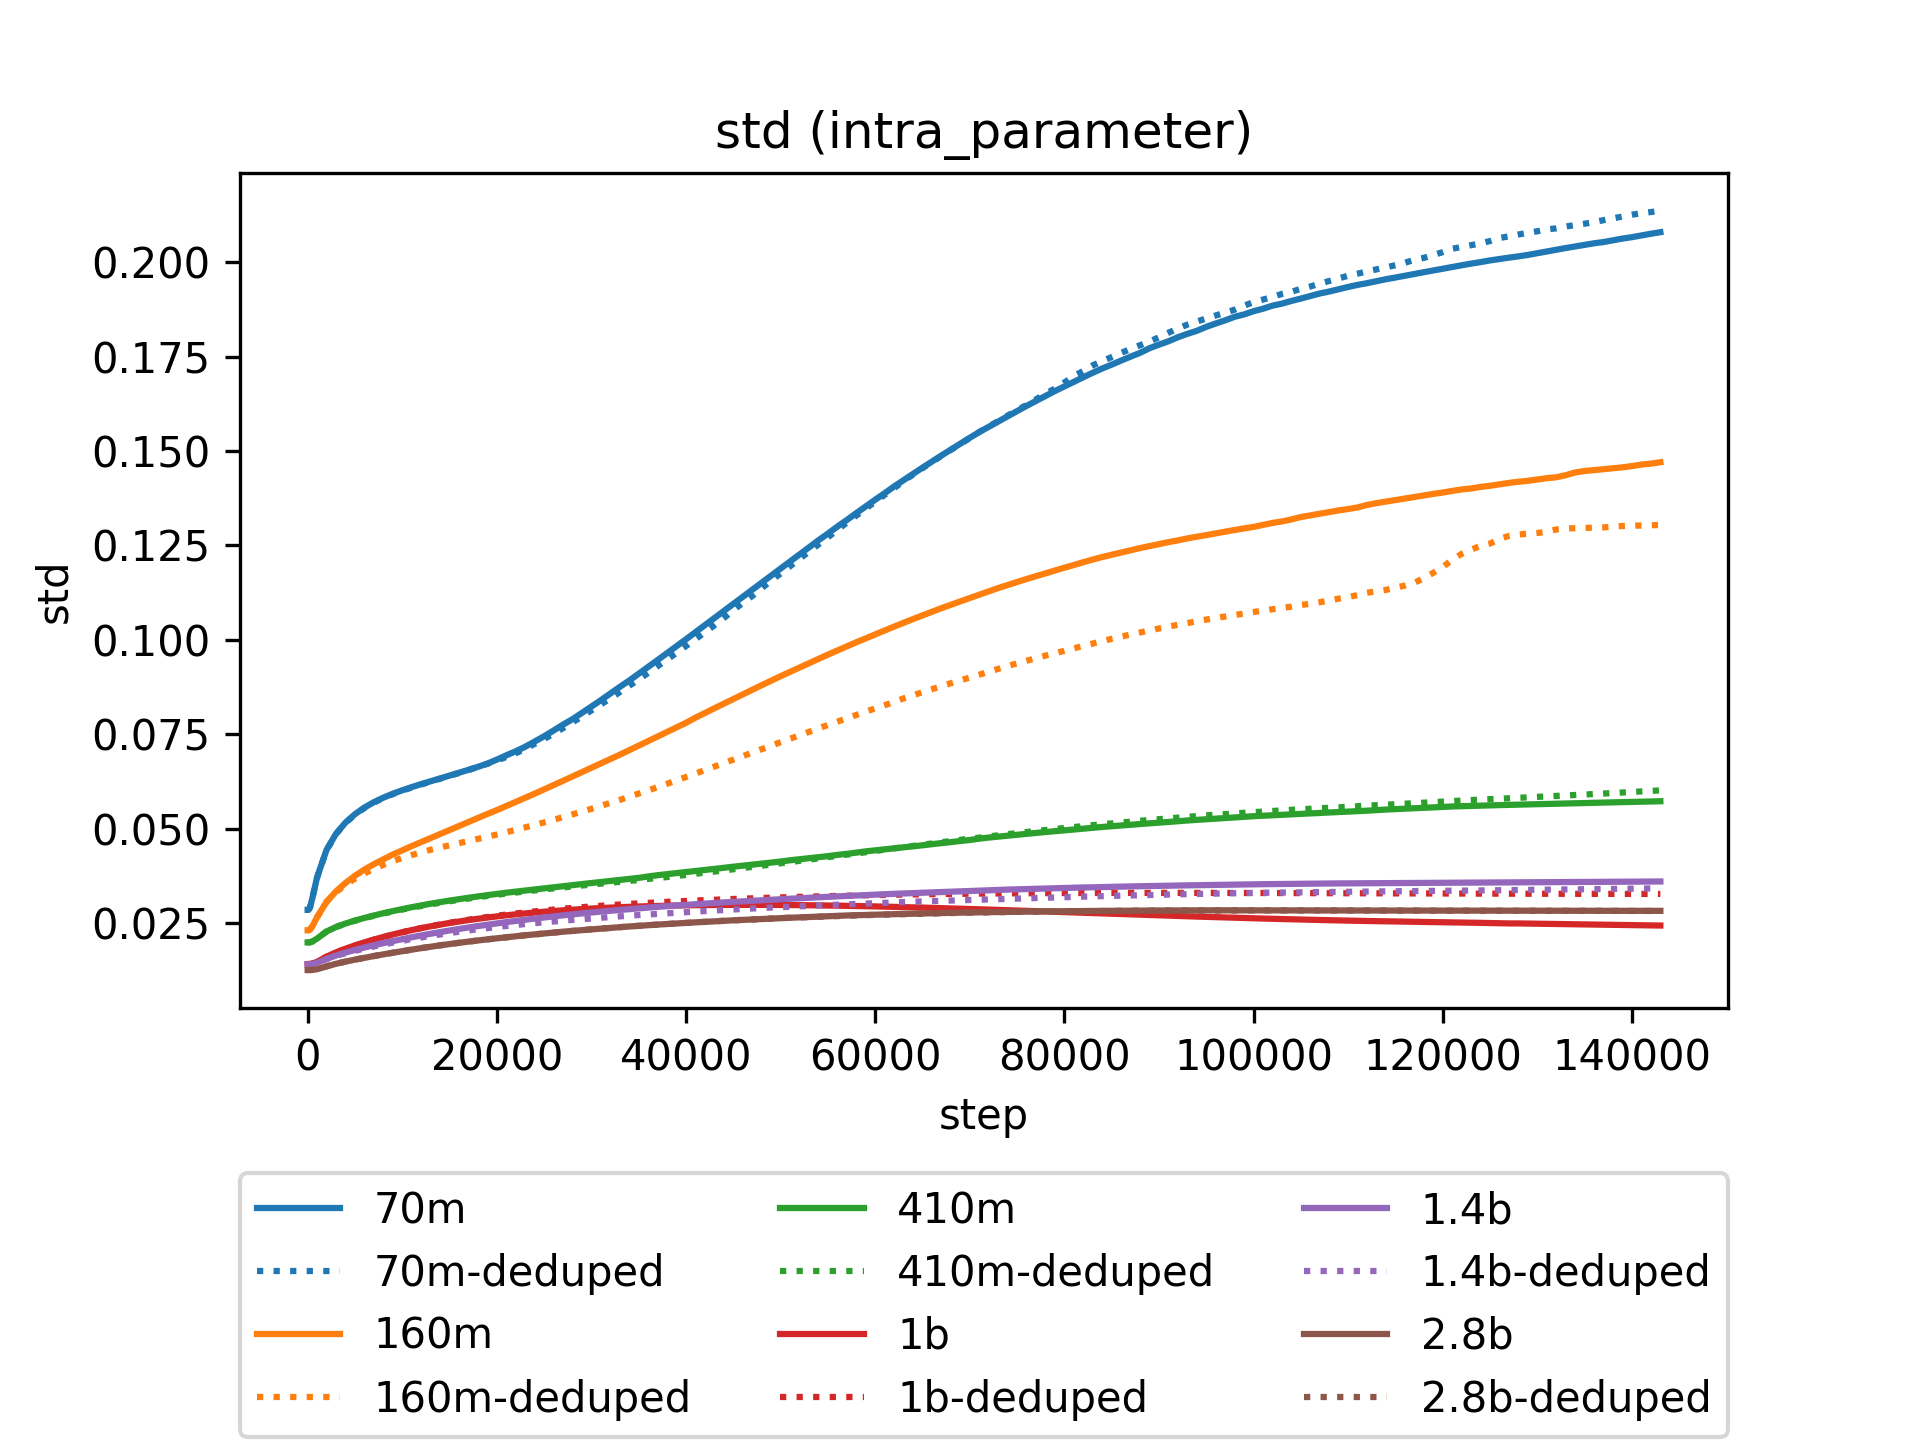 std (intra_parameter)
std
0.200
0.175
0.150
0.125
0.100
0.075
0.050
0.025
0 20000 40000 60000 80000 100000 120000 140000
step
70m 410m 1.4b
70m-deduped 410m-deduped 1.4b-deduped
160m 1b 2.8b
160m-deduped 1b-deduped 2.8b-deduped